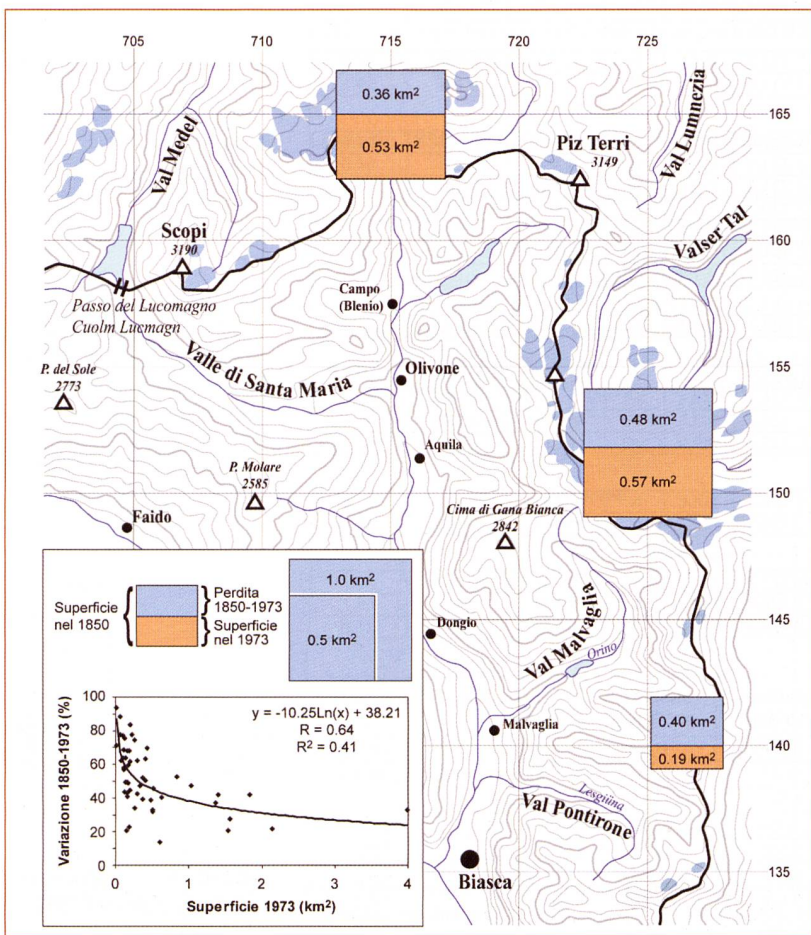 705
710
715
720
725
0.36 km²
0.53 km²
165
Val Medel
Val Lumnezia
Piz Terri
3149
Scopi
3190
Valser Tal
160
Campo
(Blenio)
Passo del Lucomagno
Cuolm Lucmagn
Valle di Santa Maria
Olivone
155
P. del Sole
2773
0.48 km²
0.57 km²
Aquila
P. Molare
2585
Cima di Gana Bianca
2842
150
Faido
Superficie
nel 1850
Perdita
1850-1973
Superficie
nel 1973
1.0 km²
0.5 km²
Dongio
Val Malvaglia
Orino
145
Malvaglia
0.40 km²
0.19 km²
140
Lesgiüna
Val Pontirone
Biasca
135
Variazione 1850-1973 (%)
100
80
60
40
20
0
y = -10.25Ln(x) + 38.21
R = 0.64
R² = 0.41
0
1
2
3
4
Superficie 1973 (km²)